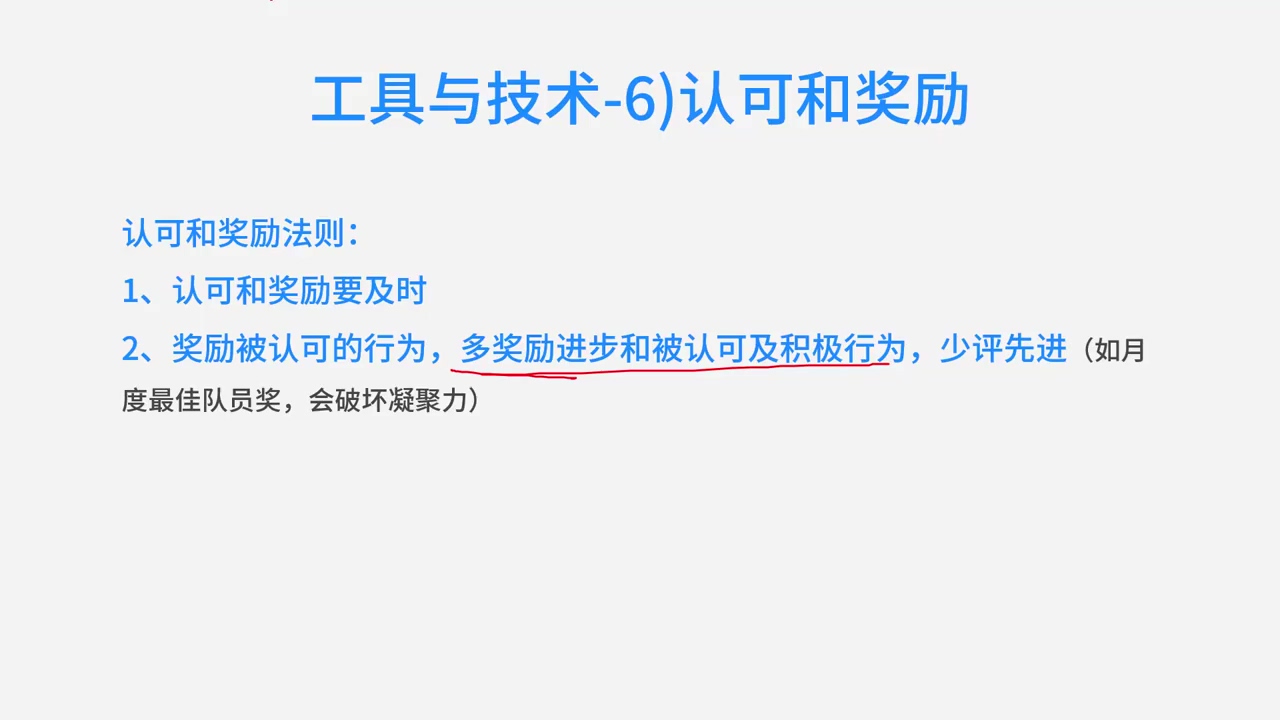 工具与技术-6)认可和奖励
认可和奖励法则：
1、认可和奖励要及时
2、奖励被认可的行为，多奖励进步和被认可及积极行为，少评先进（如月
度最佳队员奖，会破坏凝聚力）